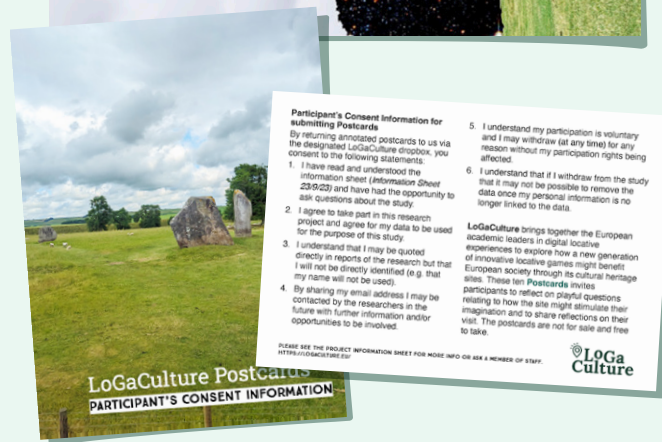 LoGaCulture Postcards
PARTICIPANT'S CONSENT INFORMATION
Participant's Consent Information for
submitting Postcards
By returning annotated postcards to us via
the designated LoGaCulture dropbox, you
consent to the following statements:
1. I have read and understood the
information sheet (Information Sheet
23/9/23) and have had the opportunity to
ask questions about the study.
2. I agree to take part in this research
project and agree for my data to be used
for the purpose of this study.
3. I understand that I may be quoted
directly in reports of the research but that
I will not be directly identified (e.g. that
my name will not be used).
4. By sharing my email address I may be
contacted by the researchers in the
future with further information and/or
opportunities to be involved.
5. I understand my participation is voluntary
and I may withdraw (at any time) for any
reason without my participation rights being
affected.
6. I understand that if I withdraw from the study
that it may not be possible to remove the
data once my personal information is no
longer linked to the data.
LoGaCulture brings together the European
academic leaders in digital locative
experiences to explore how a new generation
of innovative locative games might benefit
European society through its cultural heritage
sites. These ten Postcards invites
participants to reflect on playful questions
relating to how the site might stimulate their
imagination and to share reflections on their
visit. The postcards are not for sale and free
to take.
PLEASE SEE THE PROJECT INFORMATION SHEET FOR MORE INFO OR ASK A MEMBER OF STAFF.
HTTPS://LOGACULTURE.EU/
LoGa
Culture